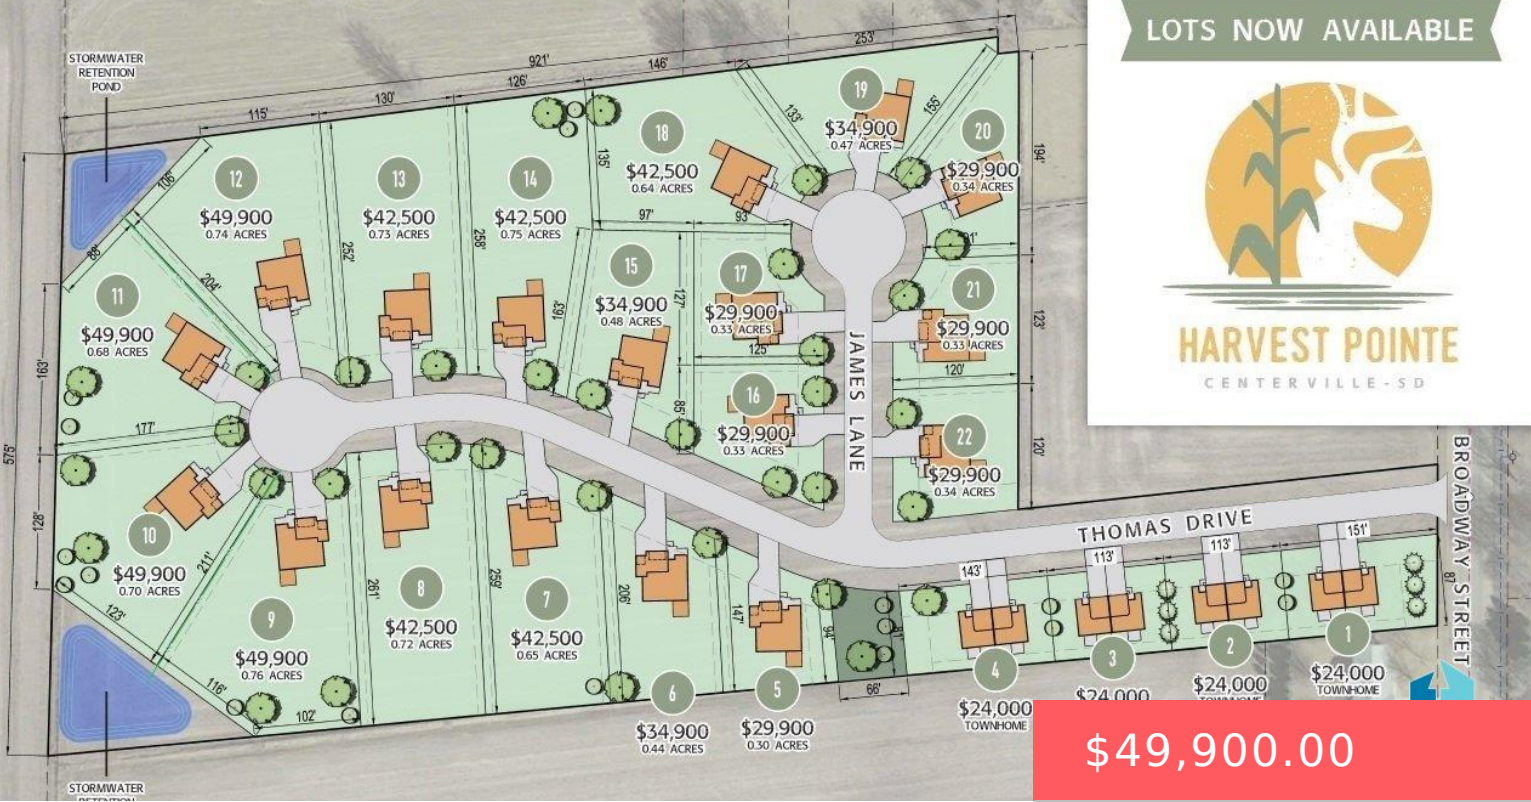 LOTS NOW AVAILABLE
HARVEST POINTE
CENTERVILLE-SD
STORMWATER
RETENTION
POND
921'
253'
115'
130'
126'
146'
12
$49,900
0.74 ACRES
13
$42,500
0.73 ACRES
14
$42,500
0.75 ACRES
18
$42,500
0.64 ACRES
19
$34,900
0.47 ACRES
20
$29,900
0.34 ACRES
106'
88'
204'
252'
258'
135'
133'
155'
194'
97'
93'
11
$49,900
0.68 ACRES
15
$34,900
0.48 ACRES
17
$29,900
0.33 ACRES
21
$29,900
0.33 ACRES
163'
163'
127'
125'
123'
120'
JAMES LANE
16
$29,900
0.33 ACRES
22
$29,900
0.34 ACRES
85'
120'
177'
575'
128'
10
$49,900
0.70 ACRES
211'
123'
116'
102'
9
$49,900
0.76 ACRES
261'
8
$42,500
0.72 ACRES
259'
7
$42,500
0.65 ACRES
206'
6
$34,900
0.44 ACRES
147'
5
$29,900
0.30 ACRES
94'
66'
THOMAS DRIVE
BROADWAY STREET
143'
113'
113'
151'
87'
4
$24,000
TOWNHOME
3
$24,000
2
$24,000
TOWNHOME
1
$24,000
TOWNHOME
STORMWATER
RETENTION
$49,900.00